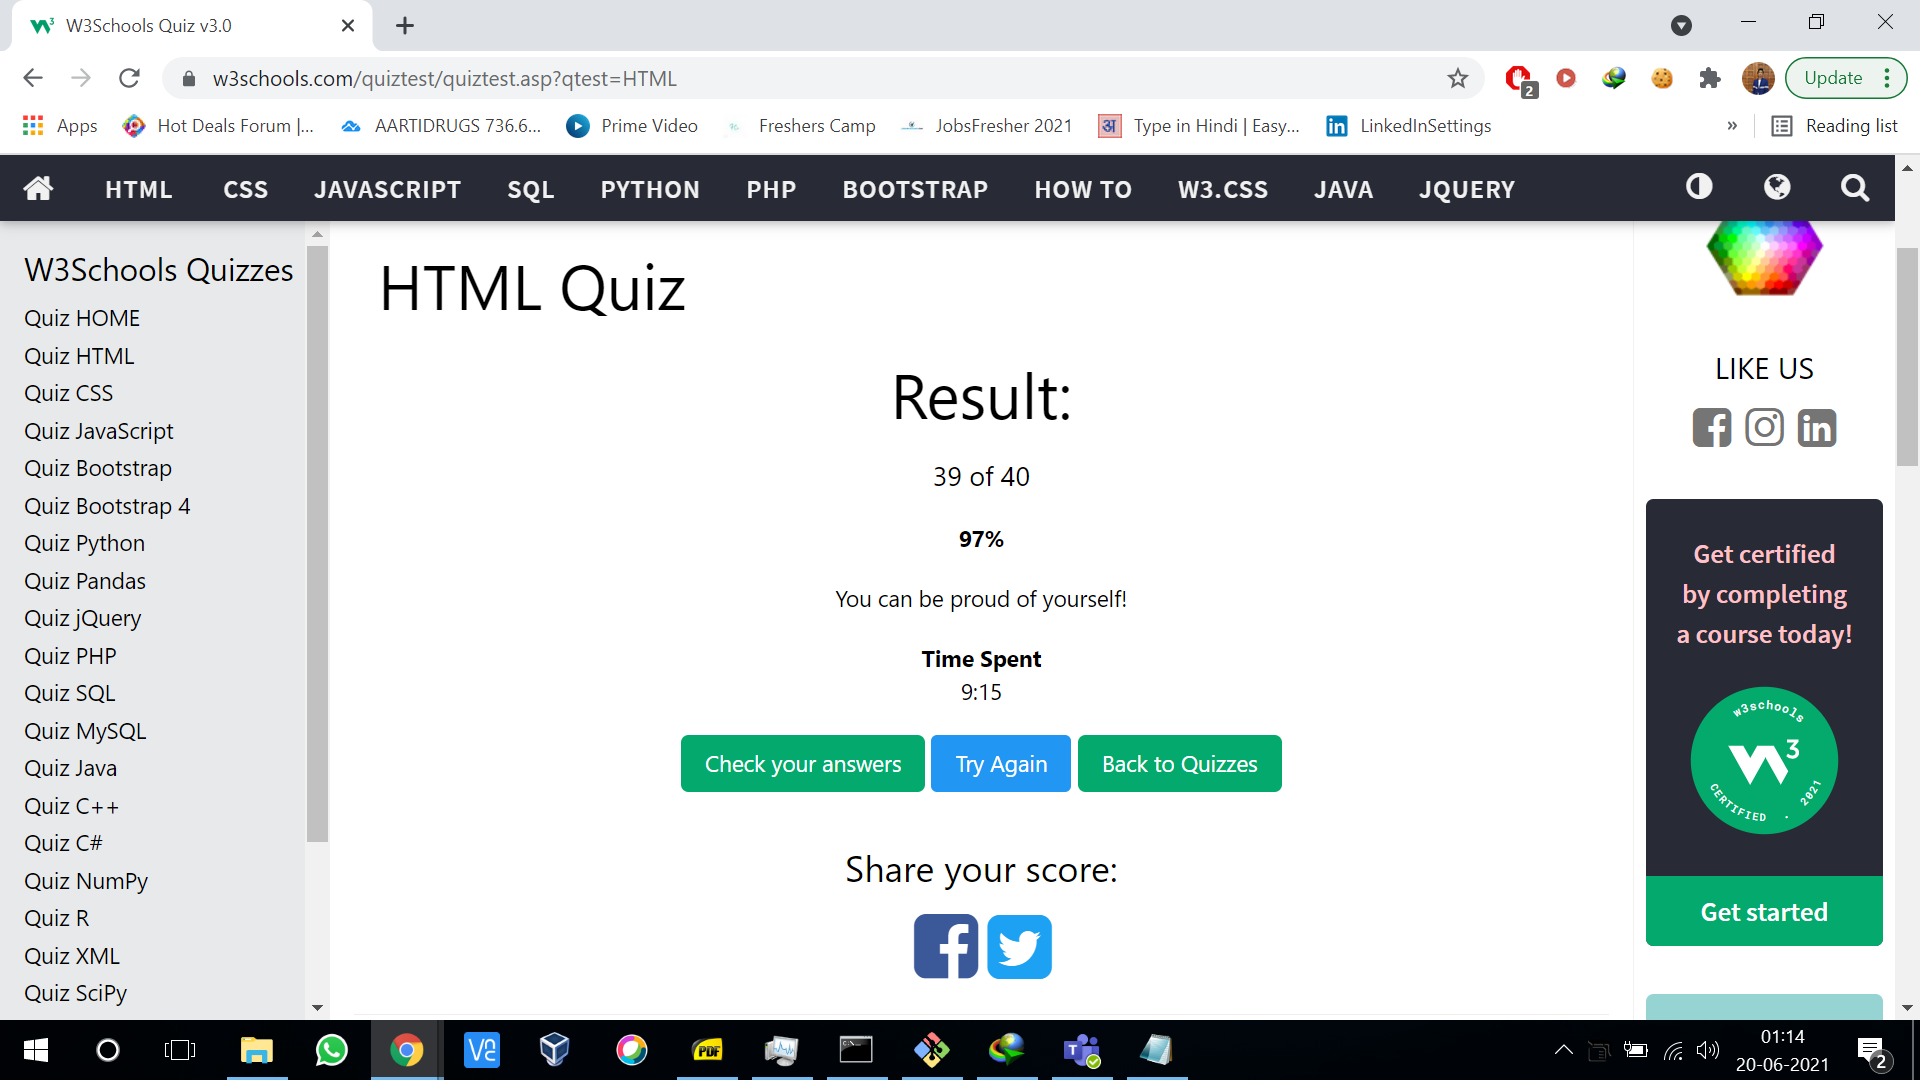 W3Schools Quiz v3.0
w3schools.com/quiztest/quiztest.asp?qtest=HTML
2
Update
Apps
Hot Deals Forum |...
AARTIDRUGS 736.6...
Prime Video
Freshers Camp
JobsFresher 2021
अ
Type in Hindi | Easy...
in
LinkedInSettings
»
Reading list
HTML CSS JAVASCRIPT SQL PYTHON PHP BOOTSTRAP HOW TO W3.CSS JAVA JQUERY
W3Schools Quizzes
Quiz HOME
Quiz HTML
Quiz CSS
Quiz JavaScript
Quiz Bootstrap
Quiz Bootstrap 4
Quiz Python
Quiz Pandas
Quiz jQuery
Quiz PHP
Quiz SQL
Quiz MySQL
Quiz Java
Quiz C++
Quiz C#
Quiz NumPy
Quiz R
Quiz XML
Quiz SciPy
HTML Quiz
Result:
39 of 40
97%
You can be proud of yourself!
Time Spent
9:15
Check your answers
Try Again
Back to Quizzes
Share your score:
LIKE US
Get certified
by completing
a course today!
w3schools
CERTIFIED . 2021
Get started
PDF
01:14
20-06-2021
2